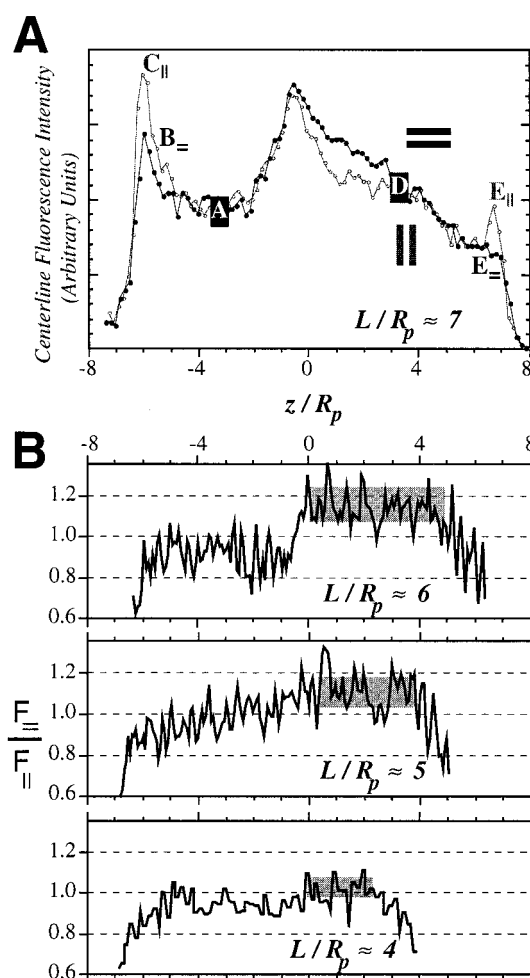 A
Centerline Fluorescence Intensity
(Arbitrary Units)
C||
B=
A
D
E||
E=
L / Rp ≈ 7
-8 -4 0 4 8
z / Rp
B
-8 -4 0 4 8
1.2
1.0
0.8
0.6
L / Rp ≈ 6
1.2
1.0
0.8
0.6
L / Rp ≈ 5
F=
F||
1.2
1.0
0.8
0.6
L / Rp ≈ 4